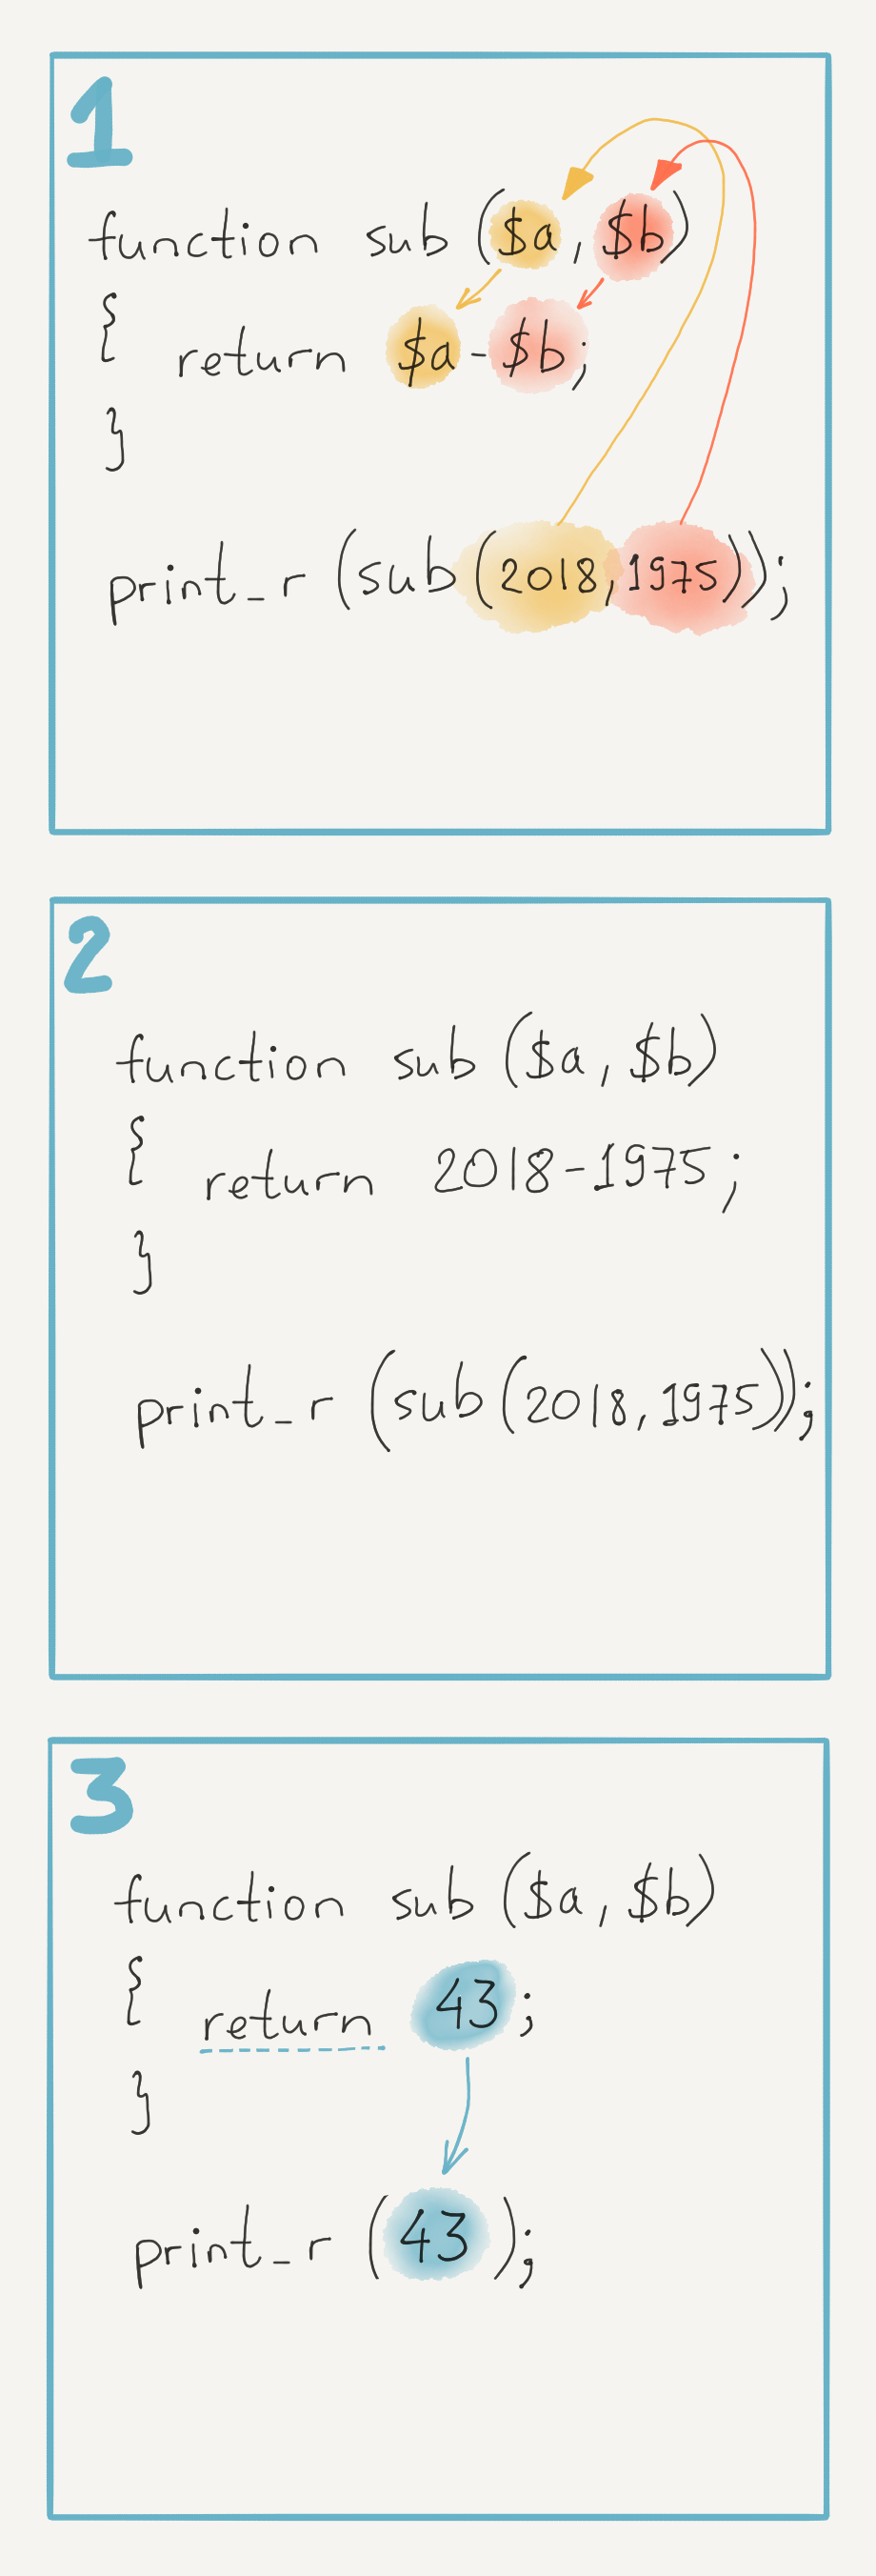 1
function sub ($a, $b)
{
return $a - $b;
}
print_r (sub (2018, 1975));
2
function sub ($a, $b)
{
return 2018 - 1975;
}
print_r (sub (2018, 1975));
3
function sub ($a, $b)
{
return 43;
}
print_r (43);